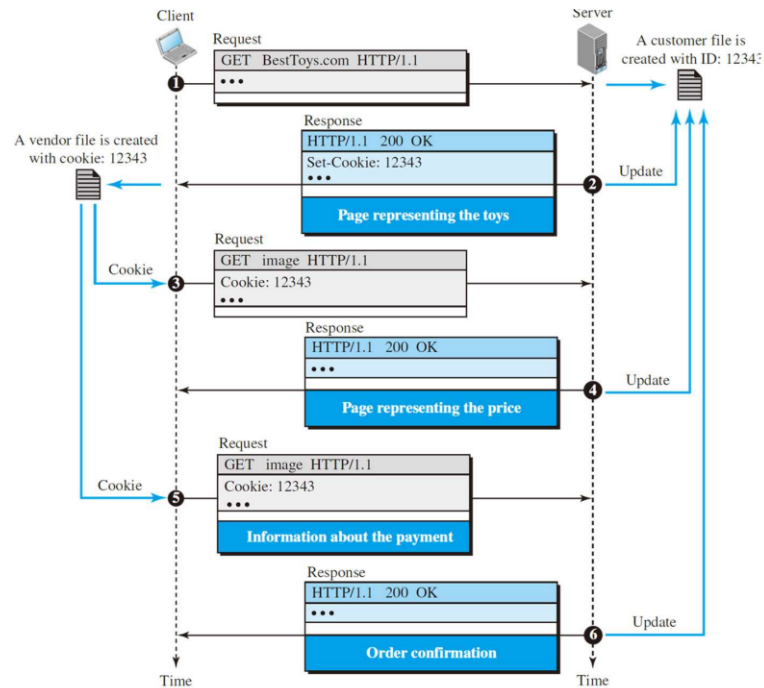 Client
Server
Request
GET BestToys.com HTTP/1.1
•••
A customer file is
created with ID: 12343
1
Response
HTTP/1.1 200 OK
Set-Cookie: 12343
•••
Page representing the toys
A vendor file is created
with cookie: 12343
2
Update
Request
GET image HTTP/1.1
Cookie: 12343
•••
Cookie
3
Response
HTTP/1.1 200 OK
•••
Page representing the price
4
Update
Request
GET image HTTP/1.1
Cookie: 12343
•••
Information about the payment
Cookie
5
Response
HTTP/1.1 200 OK
•••
Order confirmation
6
Update
Time
Time